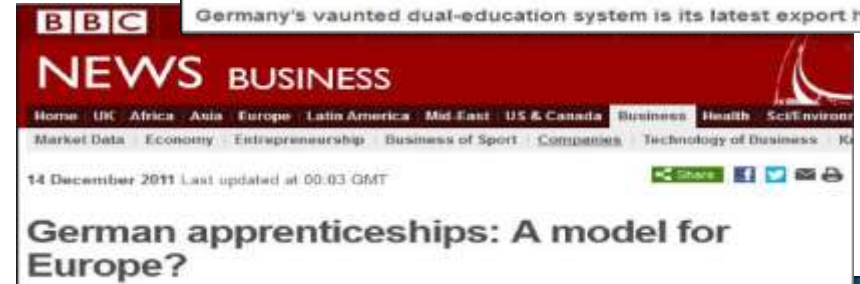 Germany's vaunted dual-education system is its latest export
BBC
NEWS BUSINESS
Home UK Africa Asia Europe Latin America Mid-East US & Canada Business Health
Market Data Economy Entrepreneurship Business of Sport Companies Technology of Business
14 December 2011 Last updated at 00:03 GMT
Share
German apprenticeships: A model for
Europe?